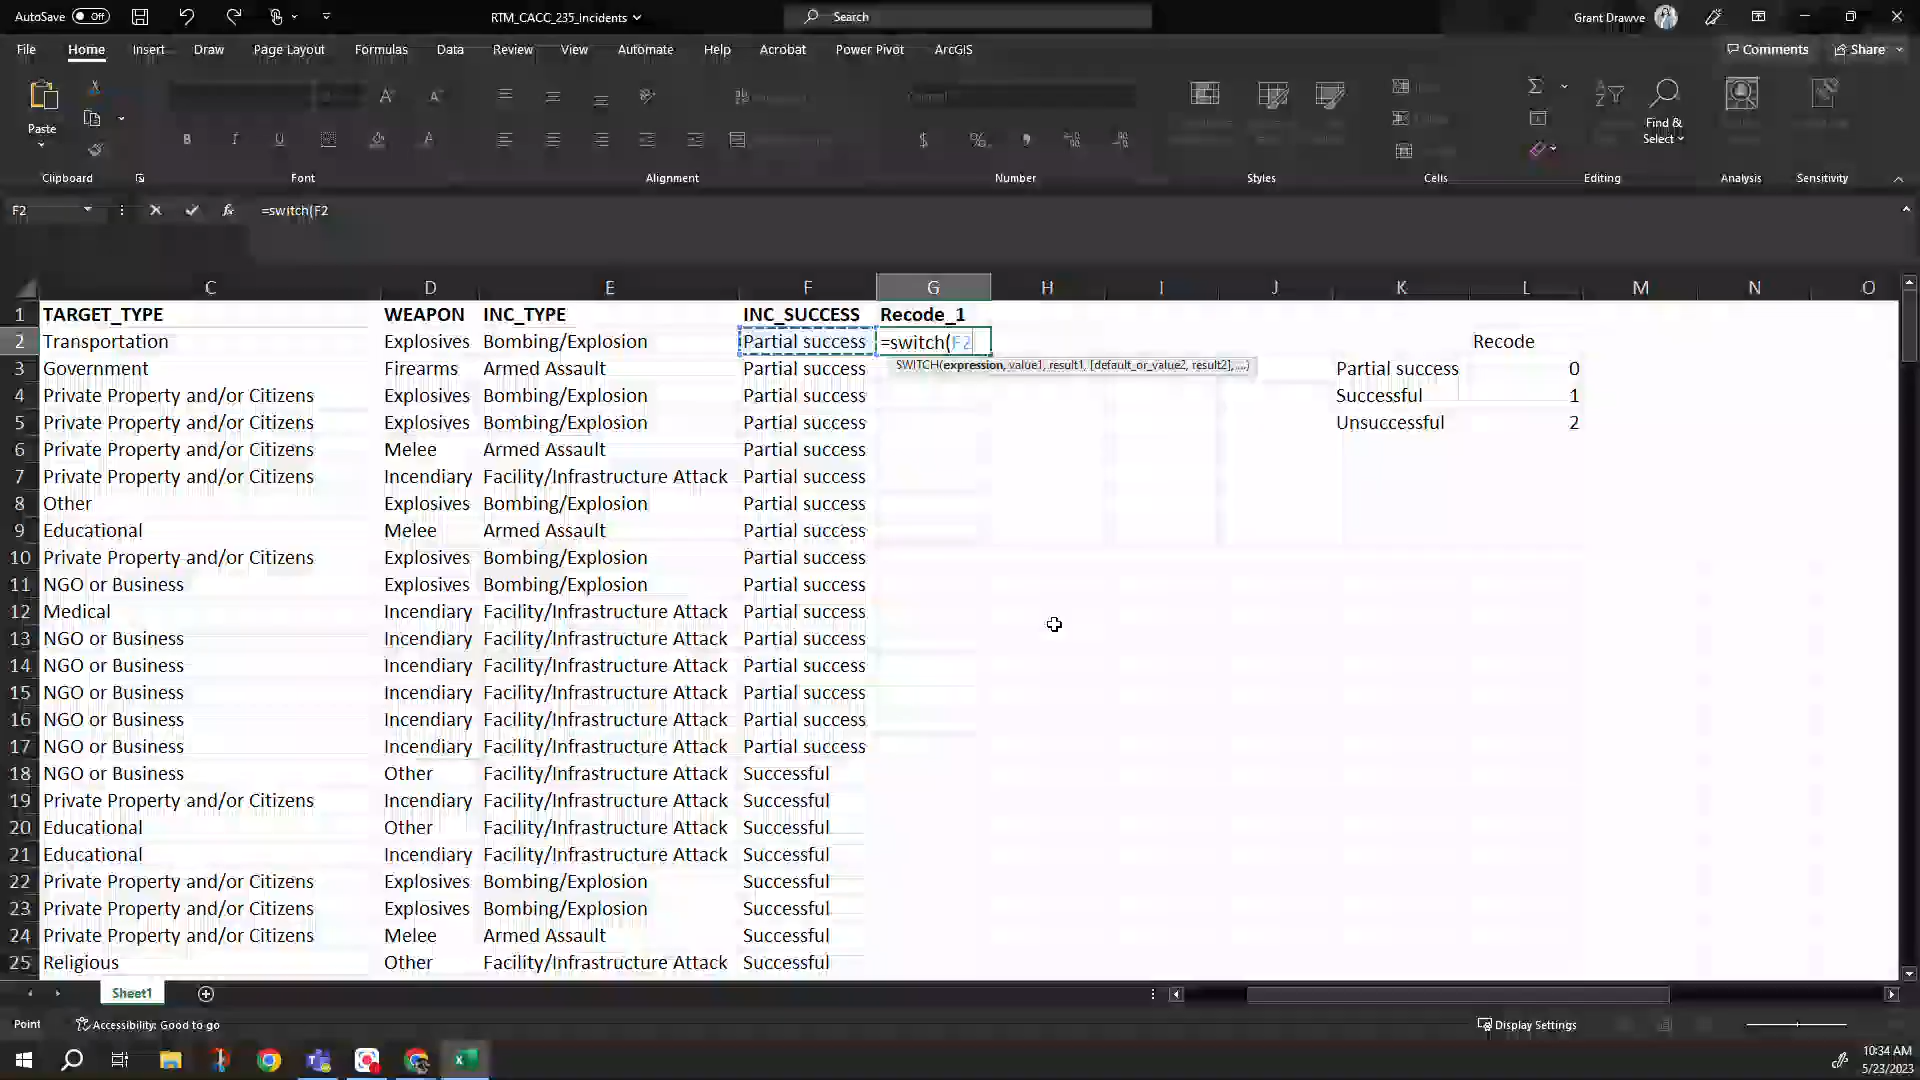 AutoSave Off RTM_CACC_235_Incidents Search Grant Drawve
File Home Insert Draw Page Layout Formulas Data Review View Automate Help Acrobat Power Pivot ArcGIS Comments Share
Paste Find & Select
Clipboard Font Alignment Number Styles Cells Editing Analysis Sensitivity
F2 =switch(F2
C D E F G H I J K L M N O
1 TARGET_TYPE WEAPON INC_TYPE INC_SUCCESS Recode_1
2 Transportation Explosives Bombing/Explosion Partial success =switch(F2 Recode
SWITCH(expression, value1, result1, [default_or_value2, result2], ...)
3 Government Firearms Armed Assault Partial success Partial success 0
4 Private Property and/or Citizens Explosives Bombing/Explosion Partial success Successful 1
5 Private Property and/or Citizens Explosives Bombing/Explosion Partial success Unsuccessful 2
6 Private Property and/or Citizens Melee Armed Assault Partial success
7 Private Property and/or Citizens Incendiary Facility/Infrastructure Attack Partial success
8 Other Explosives Bombing/Explosion Partial success
9 Educational Melee Armed Assault Partial success
10 Private Property and/or Citizens Explosives Bombing/Explosion Partial success
11 NGO or Business Explosives Bombing/Explosion Partial success
12 Medical Incendiary Facility/Infrastructure Attack Partial success
13 NGO or Business Incendiary Facility/Infrastructure Attack Partial success
14 NGO or Business Incendiary Facility/Infrastructure Attack Partial success
15 NGO or Business Incendiary Facility/Infrastructure Attack Partial success
16 NGO or Business Incendiary Facility/Infrastructure Attack Partial success
17 NGO or Business Incendiary Facility/Infrastructure Attack Partial success
18 NGO or Business Other Facility/Infrastructure Attack Successful
19 Private Property and/or Citizens Incendiary Facility/Infrastructure Attack Successful
20 Educational Other Facility/Infrastructure Attack Successful
21 Educational Incendiary Facility/Infrastructure Attack Successful
22 Private Property and/or Citizens Explosives Bombing/Explosion Successful
23 Private Property and/or Citizens Explosives Bombing/Explosion Successful
24 Private Property and/or Citizens Melee Armed Assault Successful
25 Religious Other Facility/Infrastructure Attack Successful
Sheet1
Point Accessibility: Good to go Display Settings
10:34 AM
5/23/2023